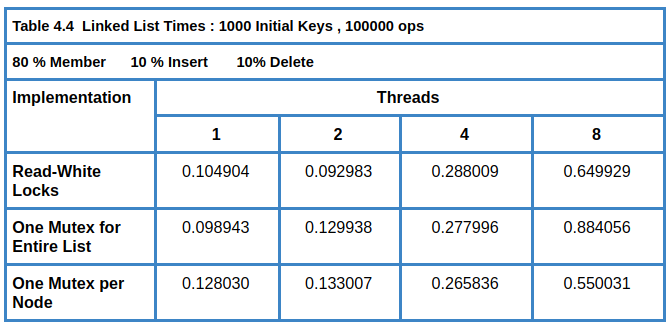 Table 4.4 Linked List Times : 1000 Initial Keys , 100000 ops
80 % Member 10 % Insert 10% Delete
Implementation Threads
1 2 4 8
Read-White 0.104904 0.092983 0.288009 0.649929
Locks
One Mutex for 0.098943 0.129938 0.277996 0.884056
Entire List
One Mutex per 0.128030 0.133007 0.265836 0.550031
Node